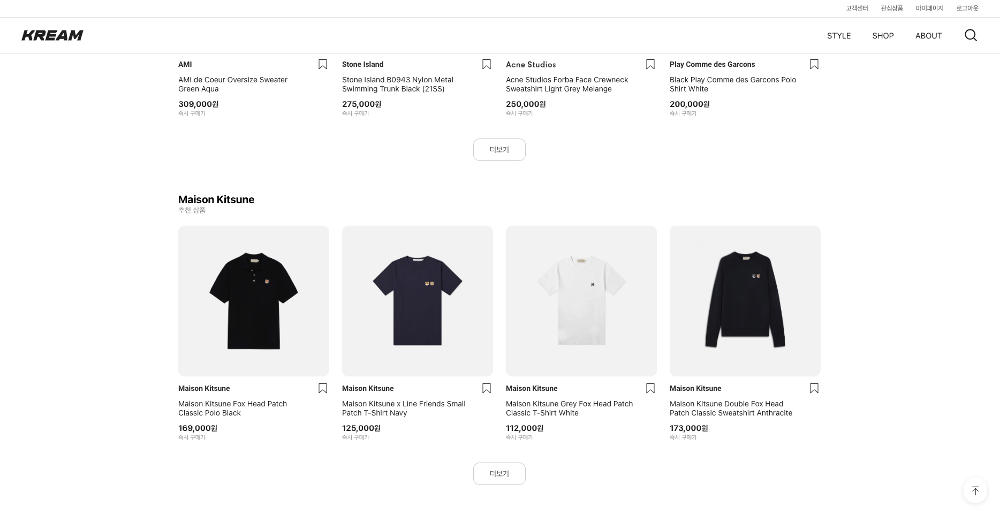 고객센터 관심상품 마이페이지 로그아웃
KREAM
STYLE SHOP ABOUT
AMI
AMI de Coeur Oversize Sweater
Green Aqua
309,000원
즉시 구매가
Stone Island
Stone Island B0943 Nylon Metal
Swimming Trunk Black (21SS)
275,000원
즉시 구매가
Acne Studios
Acne Studios Forba Face Crewneck
Sweatshirt Light Grey Melange
250,000원
즉시 구매가
Play Comme des Garcons
Black Play Comme des Garcons Polo
Shirt White
200,000원
즉시 구매가
더보기
Maison Kitsune
추천 상품
Maison Kitsune
Maison Kitsune Fox Head Patch
Classic Polo Black
169,000원
즉시 구매가
Maison Kitsune
Maison Kitsune x Line Friends Small
Patch T-Shirt Navy
125,000원
즉시 구매가
Maison Kitsune
Maison Kitsune Grey Fox Head Patch
Classic T-Shirt White
112,000원
즉시 구매가
Maison Kitsune
Maison Kitsune Double Fox Head
Patch Classic Sweatshirt Anthracite
173,000원
즉시 구매가
더보기